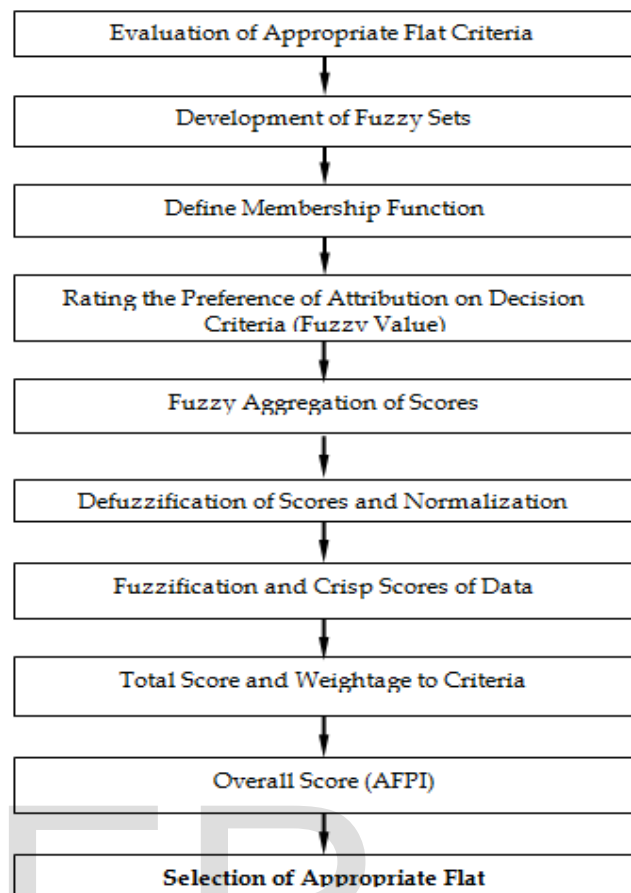 Evaluation of Appropriate Flat Criteria
Development of Fuzzy Sets
Define Membership Function
Rating the Preference of Attribution on Decision
Criteria (Fuzzy Value)
Fuzzy Aggregation of Scores
Defuzzification of Scores and Normalization
Fuzzification and Crisp Scores of Data
Total Score and Weightage to Criteria
Overall Score (AFPI)
Selection of Appropriate Flat